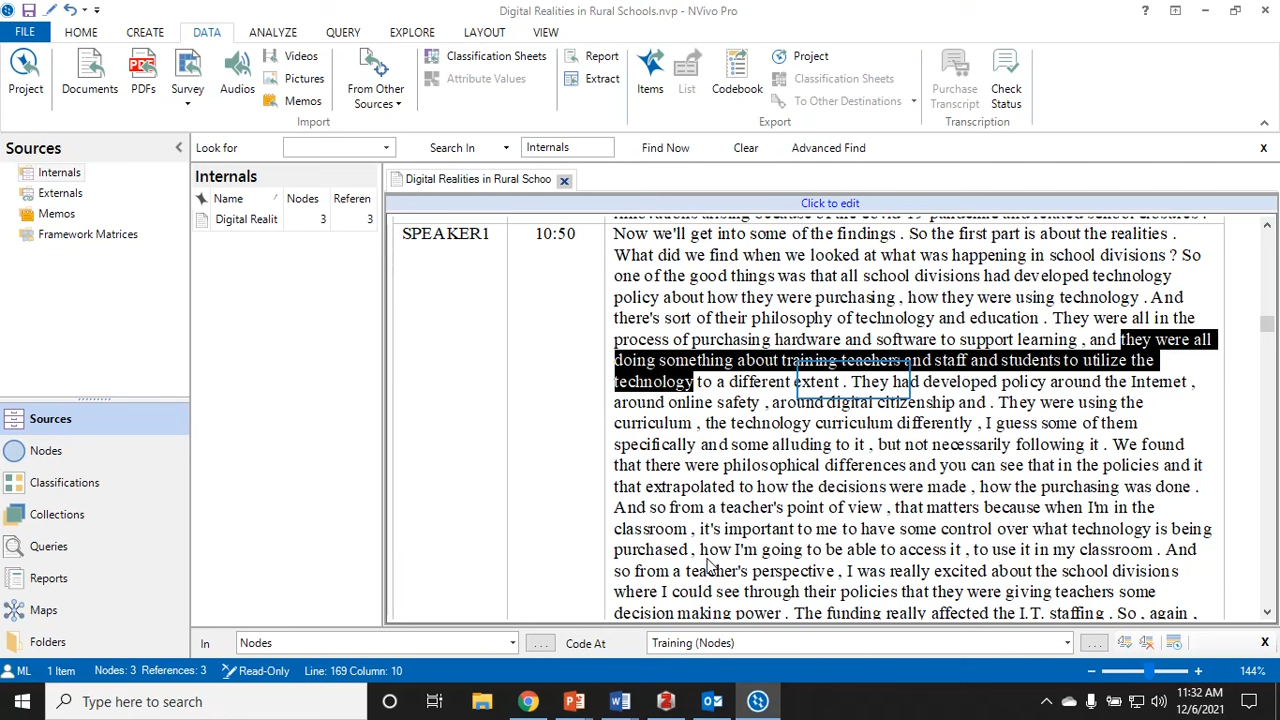 Digital Realities in Rural Schools.nvp - NVivo Pro
FILE HOME CREATE DATA ANALYZE QUERY EXPLORE LAYOUT VIEW
Project Documents PDFs Survey Audios Videos Pictures Memos From Other Sources Classification Sheets Attribute Values Report Extract Items List Codebook Project Classification Sheets To Other Destinations Purchase Transcript Check Status
Import Export Transcription
Sources Look for Search In Internals Find Now Clear Advanced Find
Internals
Externals
Memos
Framework Matrices
Internals
Name Nodes Referen
Digital Realit 3 3
Digital Realities in Rural Schoo
Click to edit
innovations arising because of the covid 19 pandemic and related school closures .
SPEAKER1 10:50 Now we'll get into some of the findings . So the first part is about the realities .
What did we find when we looked at what was happening in school divisions ? So
one of the good things was that all school divisions had developed technology
policy about how they were purchasing , how they were using technology . And
there's sort of their philosophy of technology and education . They were all in the
process of purchasing hardware and software to support learning , and they were all
doing something about training teachers and staff and students to utilize the
technology to a different extent . They had developed policy around the Internet ,
around online safety , around digital citizenship and . They were using the
curriculum , the technology curriculum differently , I guess some of them
specifically and some alluding to it , but not necessarily following it . We found
that there were philosophical differences and you can see that in the policies and it
that extrapolated to how the decisions were made , how the purchasing was done .
And so from a teacher's point of view , that matters because when I'm in the
classroom , it's important to me to have some control over what technology is being
purchased , how I'm going to be able to access it , to use it in my classroom . And
so from a teacher's perspective , I was really excited about the school divisions
where I could see through their policies that they were giving teachers some
decision making power . The funding really affected the I.T. staffing . So , again ,
Sources
Nodes
Classifications
Collections
Queries
Reports
Maps
Folders
In Nodes ... Code At Training (Nodes) ...
ML 1 Item Nodes: 3 References: 3 Read-Only Line: 169 Column: 10 144%
Type here to search 11:32 AM
12/6/2021